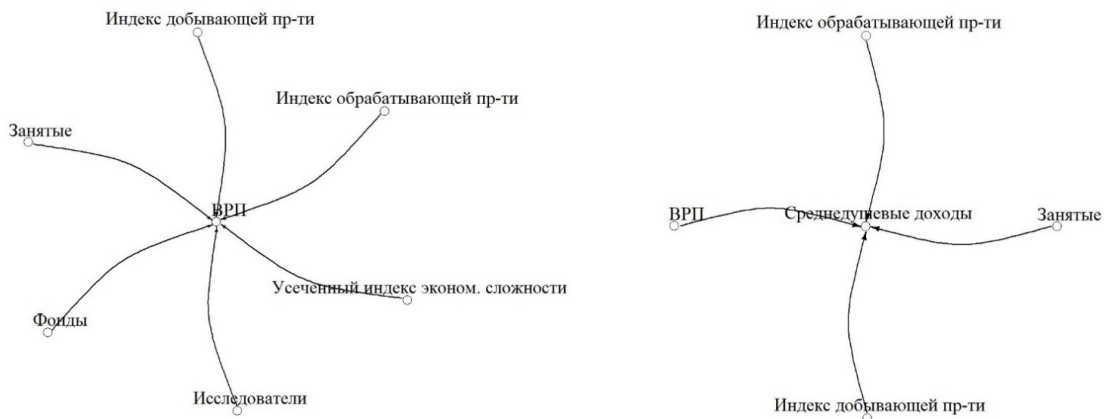 Индекс добывающей пр-ти
Индекс обрабатывающей пр-ти
Занятые
ВРП
Усеченный индекс эконом. сложности
Фонды
Исследователи
Индекс обрабатывающей пр-ти
ВРП
Среднедушевые доходы
Занятые
Индекс добывающей пр-ти